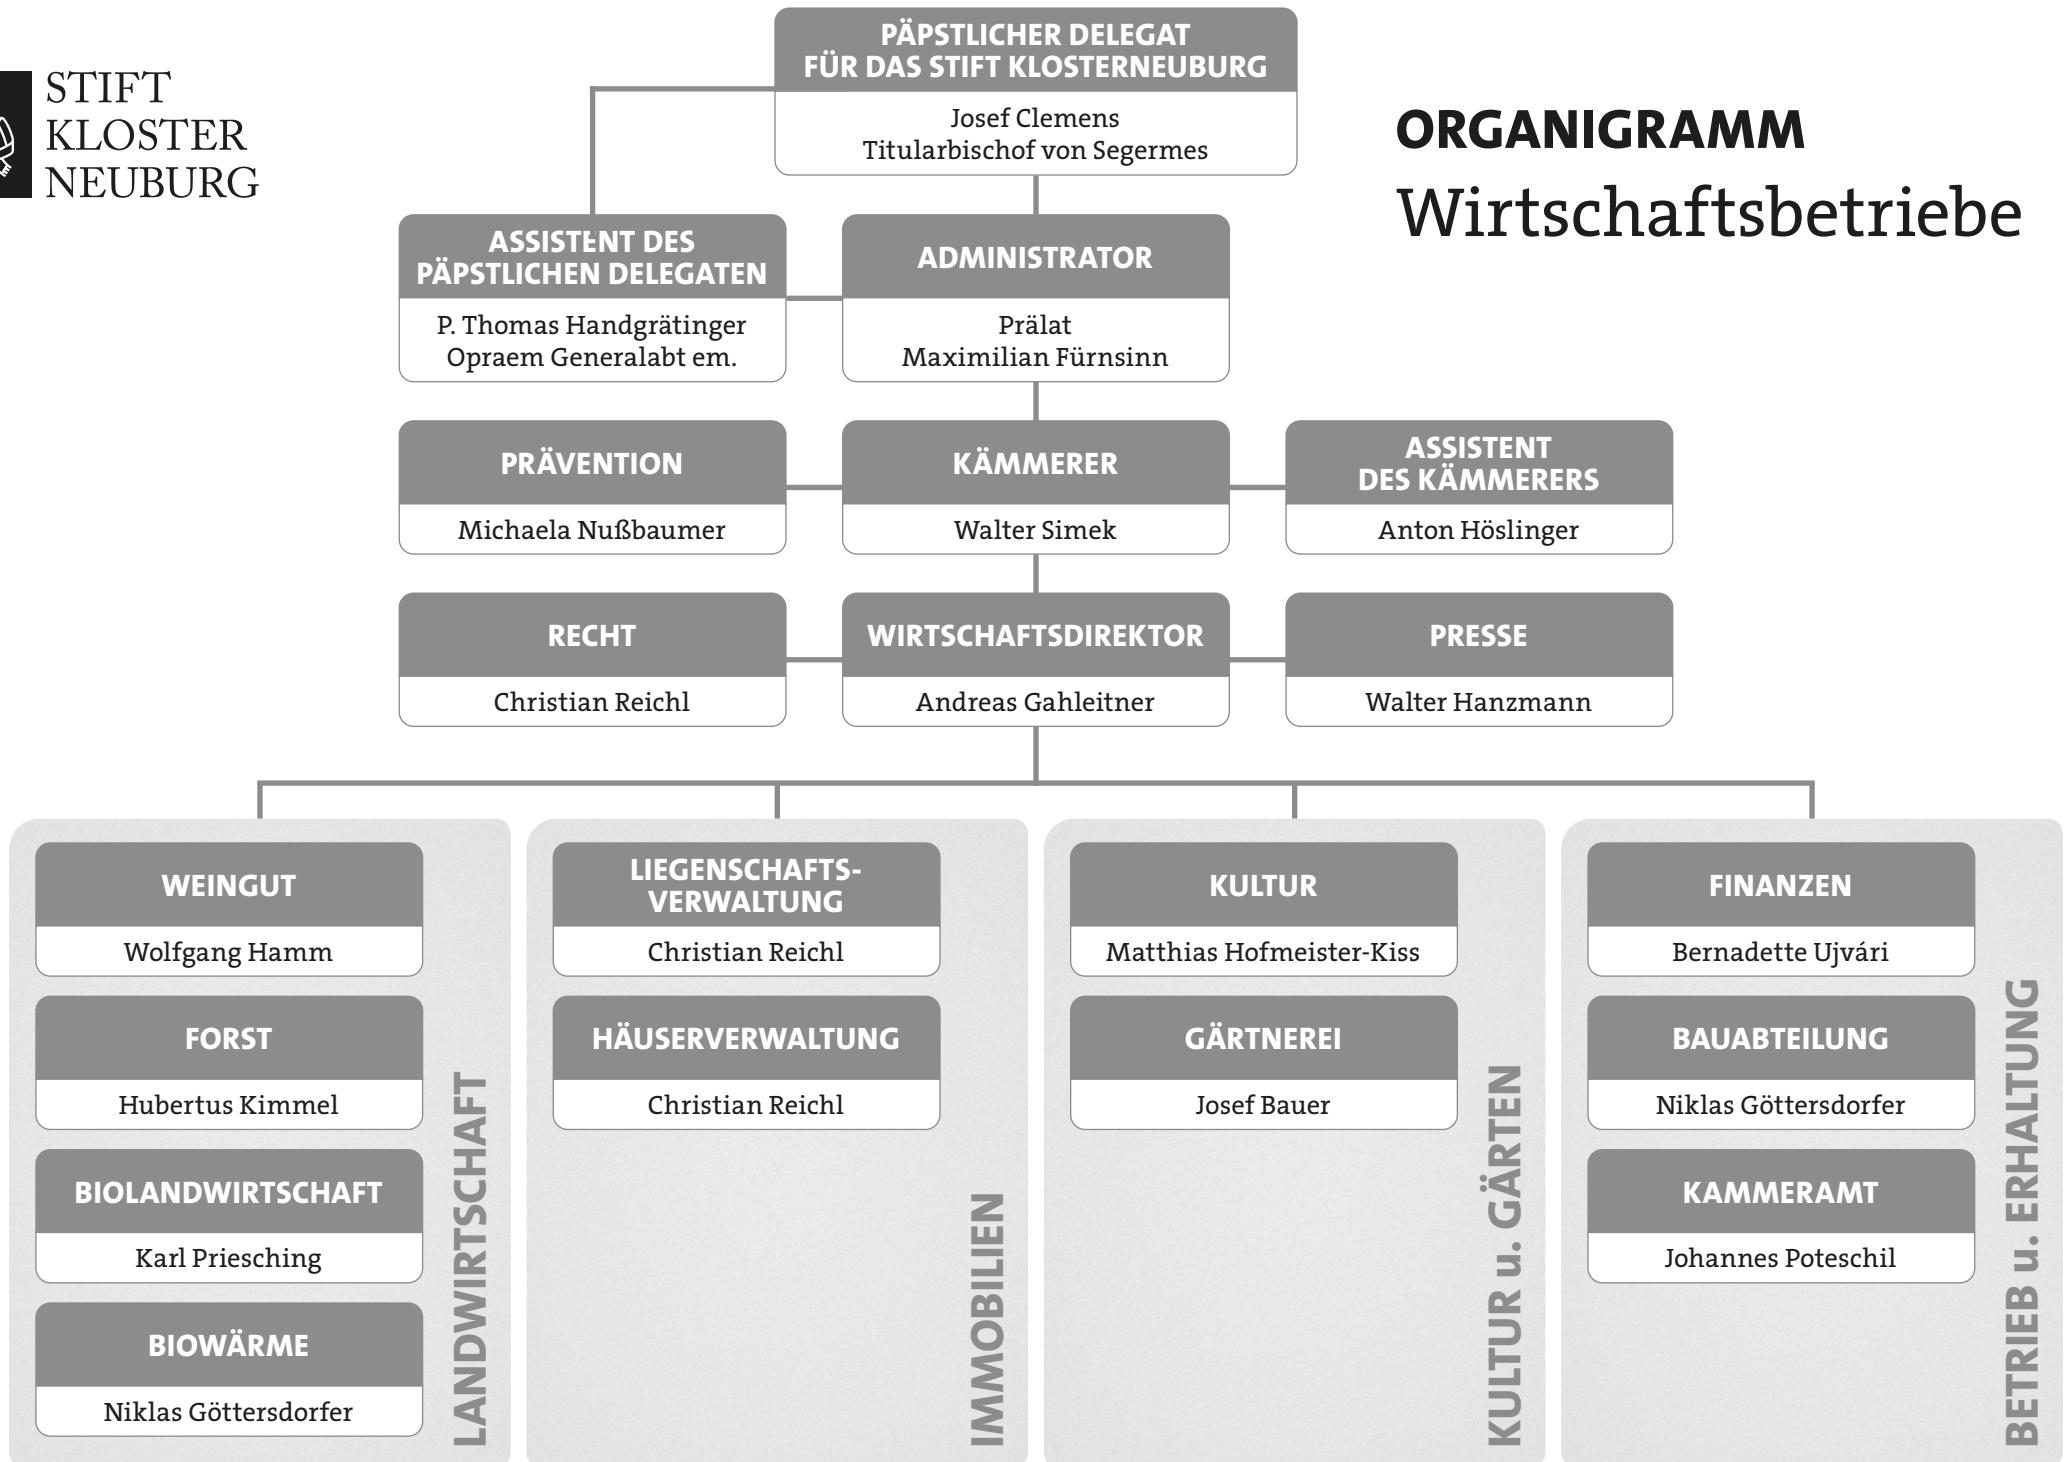 STIFT
KLOSTER
NEUBURG
ORGANIGRAMM
Wirtschaftsbetriebe
PÄPSTLICHER DELEGAT
FÜR DAS STIFT KLOSTERNEUBURG
Josef Clemens
Titularbischof von Segermes
ASSISTENT DES
PÄPSTLICHEN DELEGATEN
P. Thomas Handgrätinger
Opraem Generalabt em.
ADMINISTRATOR
Prälat
Maximilian Fürnsinn
PRÄVENTION
Michaela Nußbaumer
KÄMMERER
Walter Simek
ASSISTENT
DES KÄMMERERS
Anton Höslinger
RECHT
Christian Reichl
WIRTSCHAFTSDIREKTOR
Andreas Gahleitner
PRESSE
Walter Hanzmann
WEINGUT
Wolfgang Hamm
FORST
Hubertus Kimmel
BIOLANDWIRTSCHAFT
Karl Priesching
BIOWÄRME
Niklas Göttersdorfer
LANDWIRTSCHAFT
LIEGENSCHAFTS-
VERWALTUNG
Christian Reichl
HÄUSERVERWALTUNG
Christian Reichl
IMMOBILIEN
KULTUR
Matthias Hofmeister-Kiss
GÄRTNEREI
Josef Bauer
KULTUR u. GÄRTEN
FINANZEN
Bernadette Ujvári
BAUABTEILUNG
Niklas Göttersdorfer
KAMMERAMT
Johannes Poteschil
BETRIEB u. ERHALTUNG